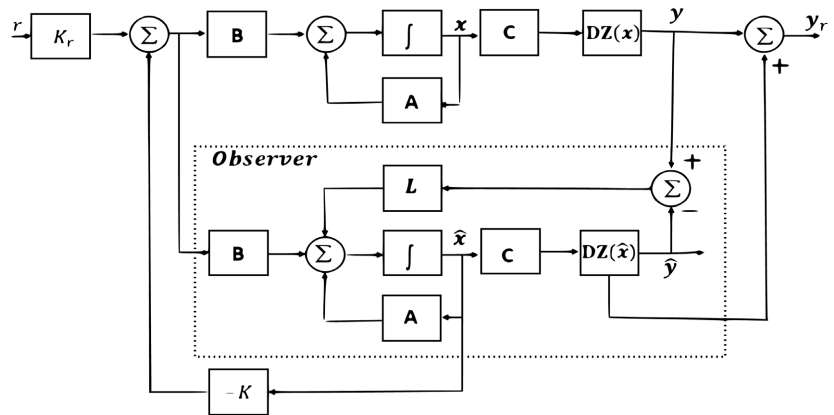 r K_r Σ B Σ ∫ x C DZ(x) y Σ y_r
+
A
Observer
+
L Σ
−
B Σ ∫ x̂ C DZ(x̂) ŷ
A
−K